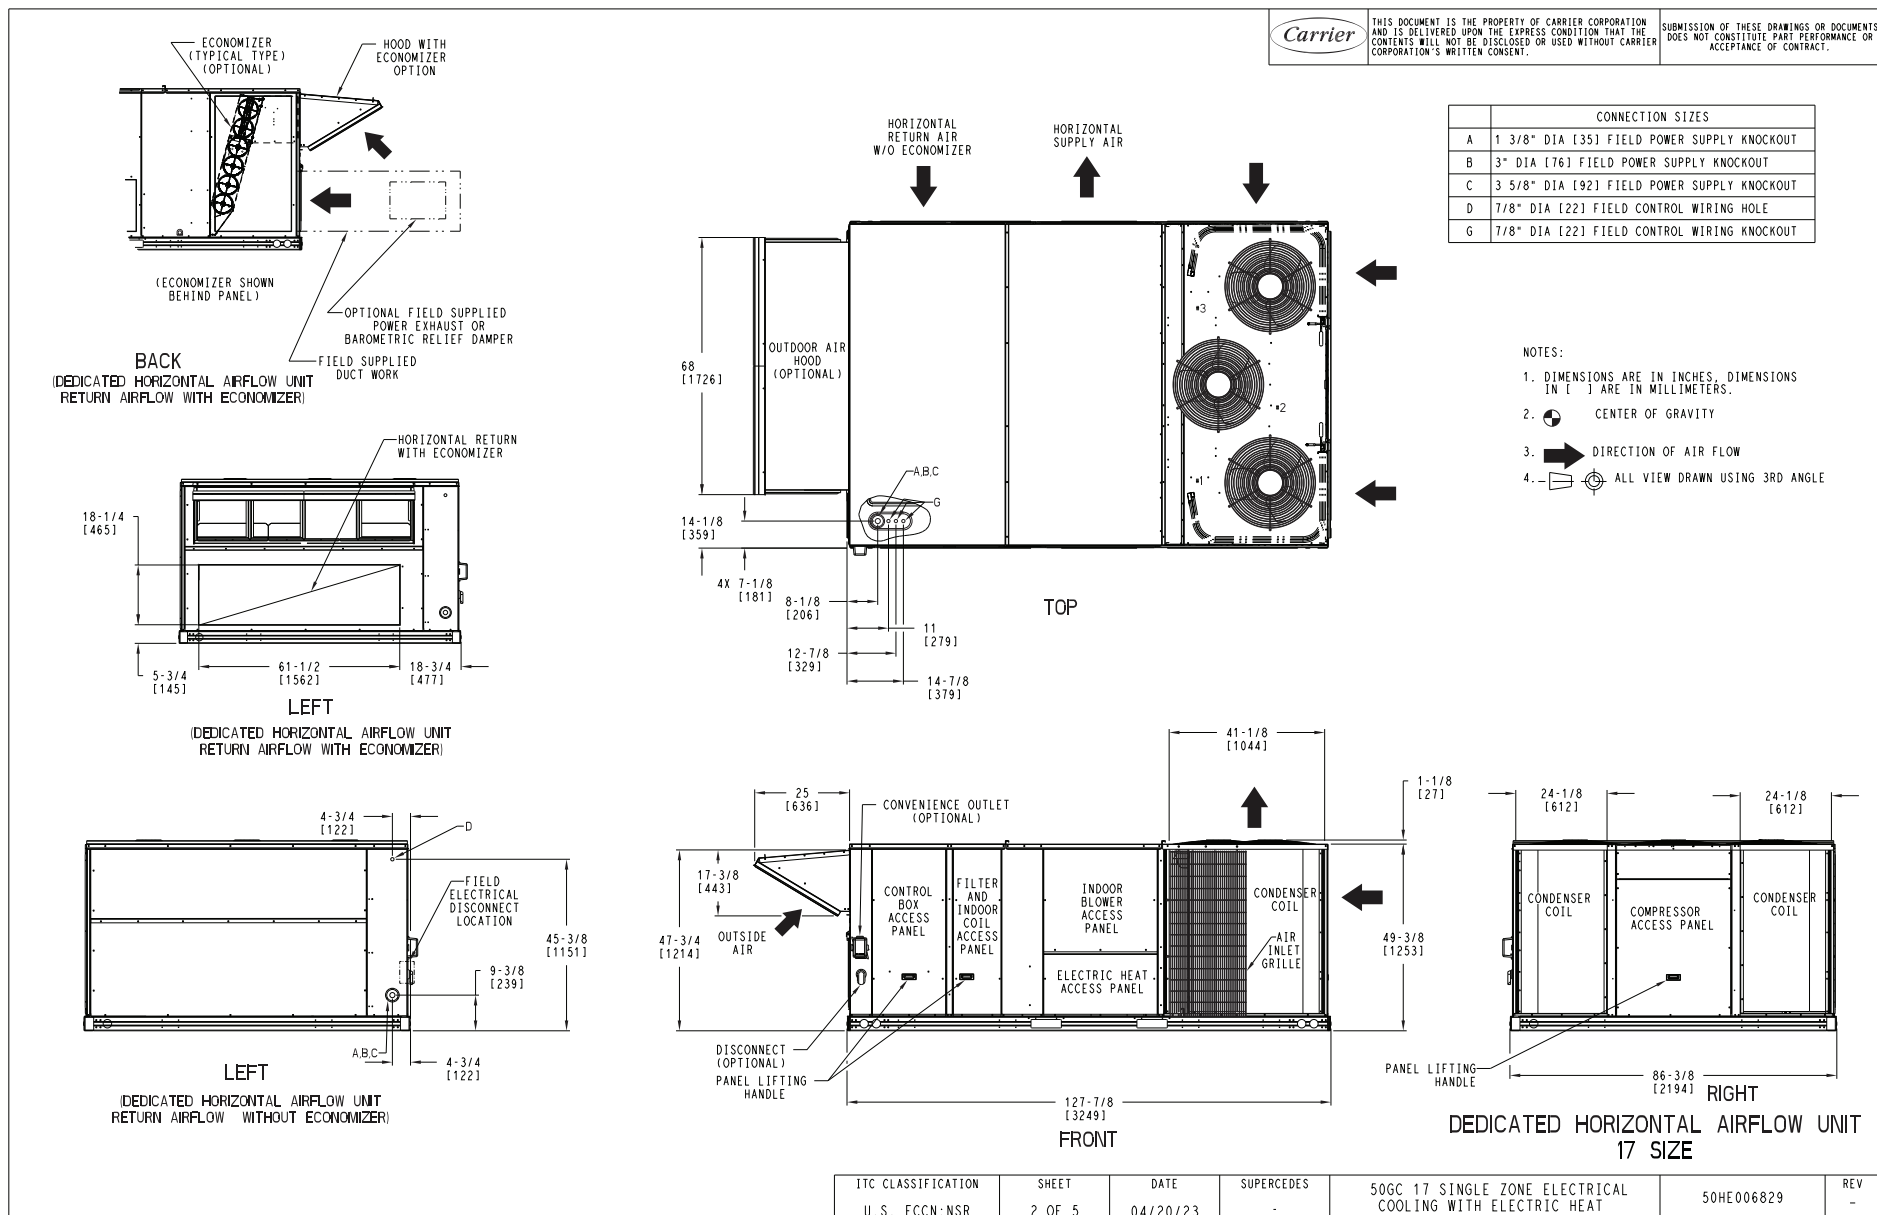 Carrier
THIS DOCUMENT IS THE PROPERTY OF CARRIER CORPORATION
AND IS DELIVERED UPON THE EXPRESS CONDITION THAT THE
CONTENTS WILL NOT BE DISCLOSED OR USED WITHOUT CARRIER
CORPORATION'S WRITTEN CONSENT.
SUBMISSION OF THESE DRAWINGS OR DOCUMENTS
DOES NOT CONSTITUTE PART PERFORMANCE OR
ACCEPTANCE OF CONTRACT.
ECONOMIZER
(TYPICAL TYPE)
(OPTIONAL)
HOOD WITH
ECONOMIZER
OPTION
(ECONOMIZER SHOWN
BEHIND PANEL)
OPTIONAL FIELD SUPPLIED
POWER EXHAUST OR
BAROMETRIC RELIEF DAMPER
FIELD SUPPLIED
DUCT WORK
BACK
(DEDICATED HORIZONTAL AIRFLOW UNIT
RETURN AIRFLOW WITH ECONOMIZER)
HORIZONTAL
RETURN AIR
W/O ECONOMIZER
HORIZONTAL
SUPPLY AIR
OUTDOOR AIR
HOOD
(OPTIONAL)
68
[1726]
3
2
1
A,B,C
G
14-1/8
[359]
4X 7-1/8
[181]
8-1/8
[206]
11
[279]
12-7/8
[329]
14-7/8
[379]
TOP
CONNECTION SIZES
A 1 3/8" DIA [35] FIELD POWER SUPPLY KNOCKOUT
B 3" DIA [76] FIELD POWER SUPPLY KNOCKOUT
C 3 5/8" DIA [92] FIELD POWER SUPPLY KNOCKOUT
D 7/8" DIA [22] FIELD CONTROL WIRING HOLE
G 7/8" DIA [22] FIELD CONTROL WIRING KNOCKOUT
NOTES:
1. DIMENSIONS ARE IN INCHES, DIMENSIONS
IN [ ] ARE IN MILLIMETERS.
2. CENTER OF GRAVITY
3. DIRECTION OF AIR FLOW
4. ALL VIEW DRAWN USING 3RD ANGLE
HORIZONTAL RETURN
WITH ECONOMIZER
18-1/4
[465]
5-3/4
[145]
61-1/2
[1562]
18-3/4
[477]
LEFT
(DEDICATED HORIZONTAL AIRFLOW UNIT
RETURN AIRFLOW WITH ECONOMIZER)
4-3/4
[122]
D
FIELD
ELECTRICAL
DISCONNECT
LOCATION
45-3/8
[1151]
9-3/8
[239]
A,B,C
4-3/4
[122]
LEFT
(DEDICATED HORIZONTAL AIRFLOW UNIT
RETURN AIRFLOW WITHOUT ECONOMIZER)
25
[636]
CONVENIENCE OUTLET
(OPTIONAL)
41-1/8
[1044]
1-1/8
[27]
17-3/8
[443]
47-3/4
[1214]
OUTSIDE
AIR
CONTROL
BOX
ACCESS
PANEL
FILTER
AND
INDOOR
COIL
ACCESS
PANEL
INDOOR
BLOWER
ACCESS
PANEL
ELECTRIC HEAT
ACCESS PANEL
CONDENSER
COIL
AIR
INLET
GRILLE
49-3/8
[1253]
DISCONNECT
(OPTIONAL)
PANEL LIFTING
HANDLE
127-7/8
[3249]
FRONT
24-1/8
[612]
24-1/8
[612]
CONDENSER
COIL
COMPRESSOR
ACCESS PANEL
CONDENSER
COIL
PANEL LIFTING
HANDLE
86-3/8
[2194]
RIGHT
DEDICATED HORIZONTAL AIRFLOW UNIT
17 SIZE
ITC CLASSIFICATION
U.S. ECCN:NSR
SHEET
2 OF 5
DATE
04/20/23
SUPERCEDES
-
50GC 17 SINGLE ZONE ELECTRICAL
COOLING WITH ELECTRIC HEAT
50HE006829
REV
-